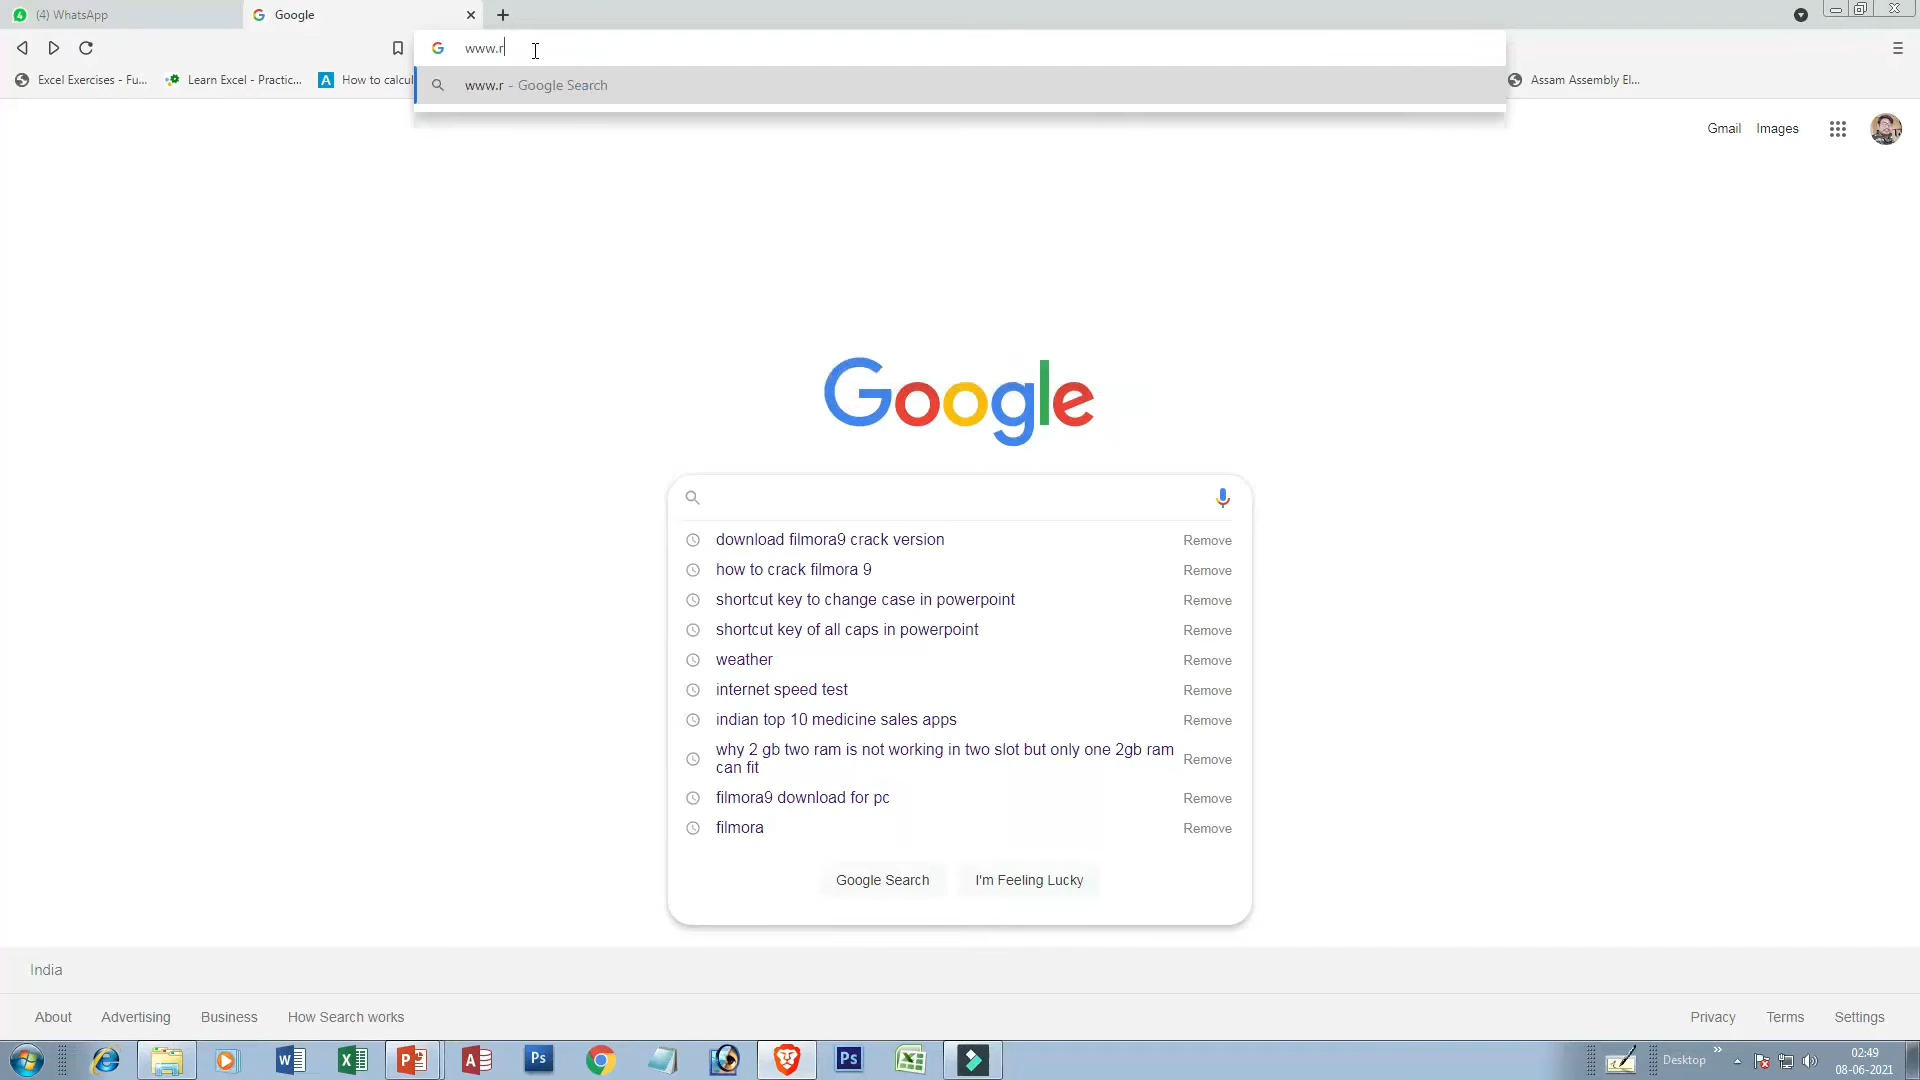 (4) WhatsApp
Google
www.r
www.r - Google Search
Excel Exercises - Fu...
Learn Excel - Practic...
How to calcul
Assam Assembly El...
Gmail
Images
Google
download filmora9 crack version
Remove
how to crack filmora 9
Remove
shortcut key to change case in powerpoint
Remove
shortcut key of all caps in powerpoint
Remove
weather
Remove
internet speed test
Remove
indian top 10 medicine sales apps
Remove
why 2 gb two ram is not working in two slot but only one 2gb ram
can fit
Remove
filmora9 download for pc
Remove
filmora
Remove
Google Search
I'm Feeling Lucky
India
About
Advertising
Business
How Search works
Privacy
Terms
Settings
Desktop
02:49
08-06-2021